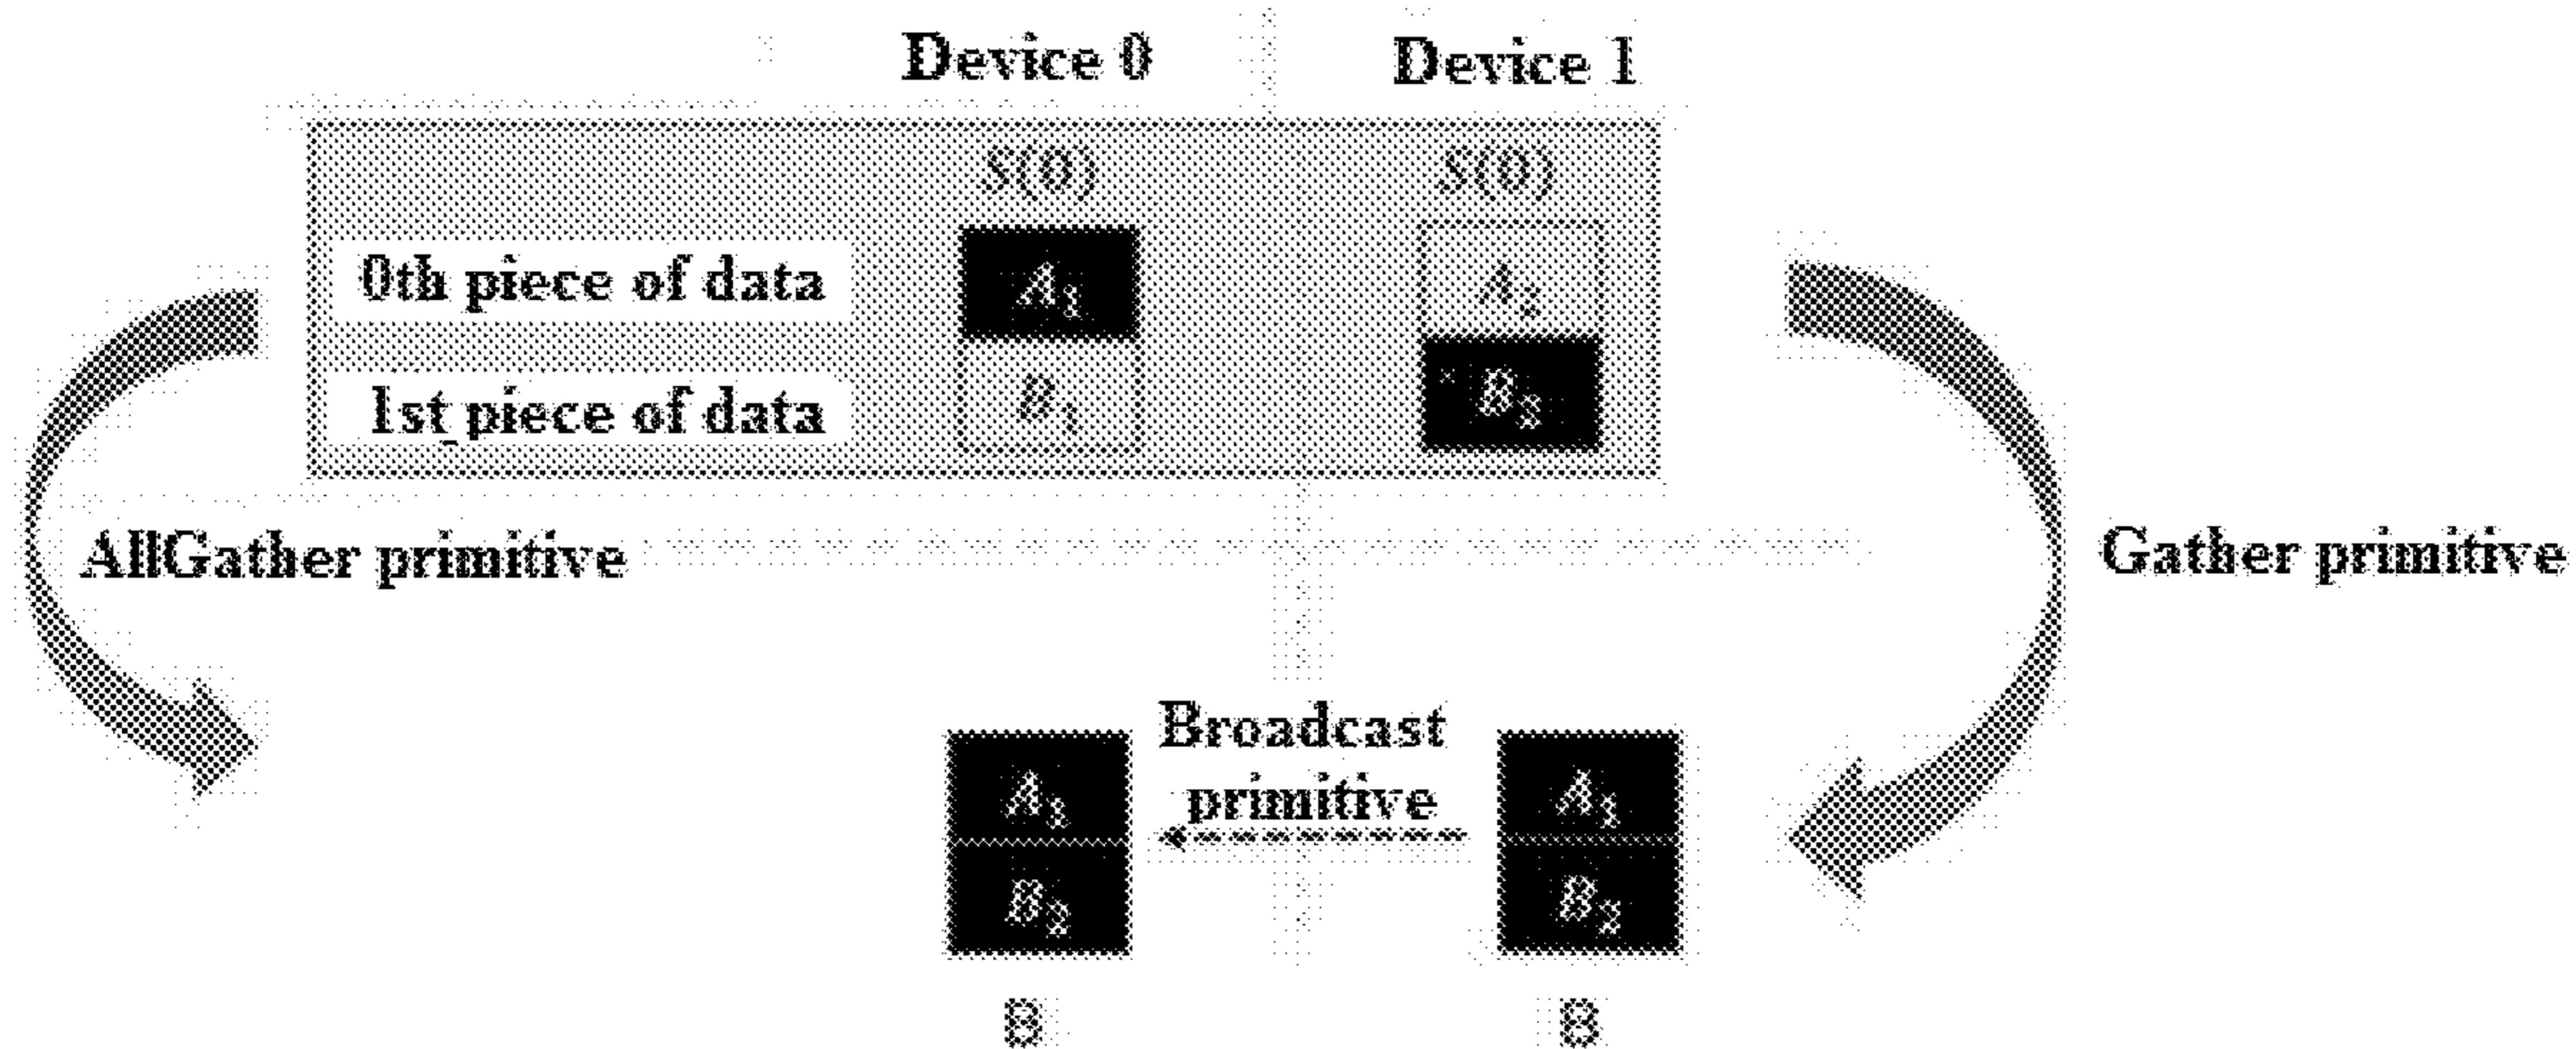 Device 0 Device 1
S(0) S(0)
0th piece of data A₁ A₂
1st piece of data B₁ B₂
AllGather primitive Gather primitive
Broadcast
primitive
A₁ A₁
B₂ B₂
B B